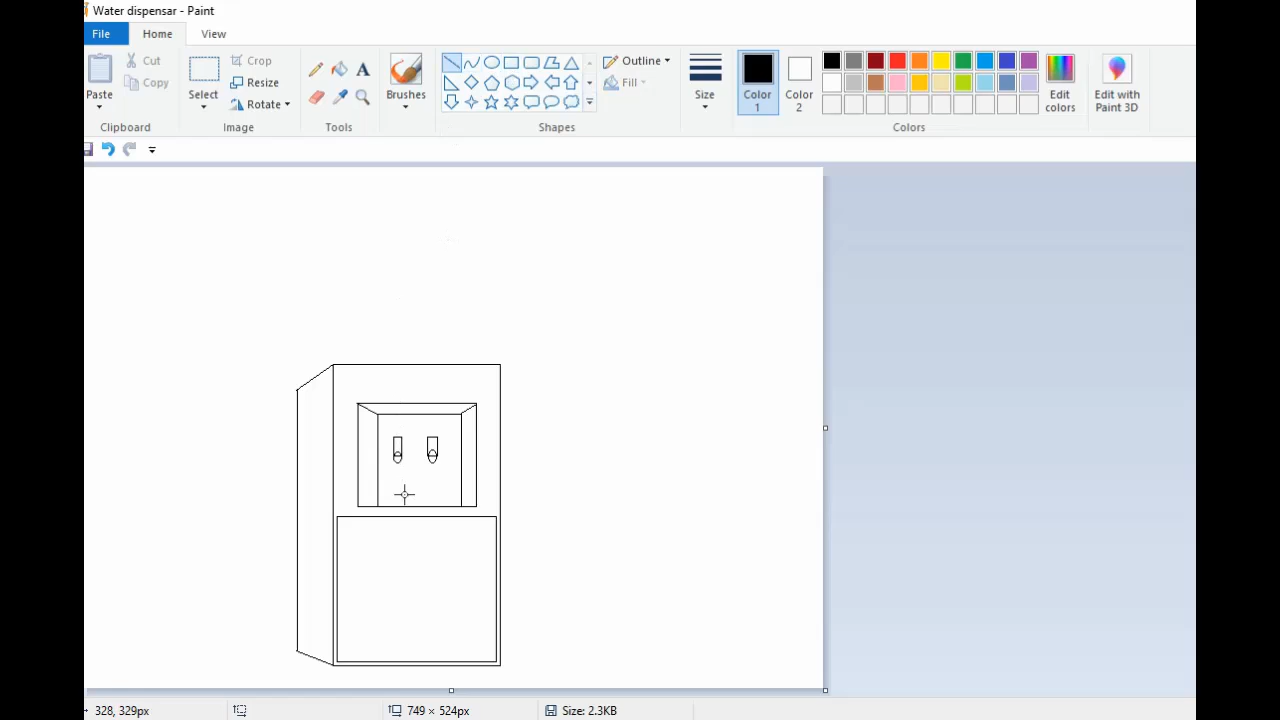 Water dispensar - Paint
File Home View
Paste Cut Copy
Clipboard
Select Crop Resize Rotate
Image
A
Tools
Brushes
Outline Fill
Shapes
Size
Color 1
Color 2
Edit colors
Colors
Edit with Paint 3D
328, 329px
749 × 524px
Size: 2.3KB